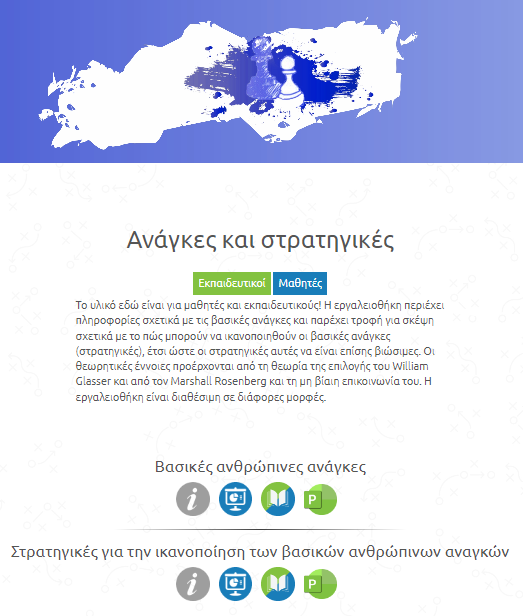 Ανάγκες και στρατηγικές
Εκπαιδευτικοί Μαθητές
Το υλικό εδώ είναι για μαθητές και εκπαιδευτικούς! Η εργαλειοθήκη περιέχει
πληροφορίες σχετικά με τις βασικές ανάγκες και παρέχει τροφή για σκέψη
σχετικά με το πώς μπορούν να ικανοποιηθούν οι βασικές ανάγκες
(στρατηγικές), έτσι ώστε οι στρατηγικές αυτές να είναι επίσης βιώσιμες. Οι
θεωρητικές έννοιες προέρχονται από τη θεωρία της επιλογής του William
Glasser και από τον Marshall Rosenberg και τη μη βίαιη επικοινωνία του. Η
εργαλειοθήκη είναι διαθέσιμη σε διάφορες μορφές.
Βασικές ανθρώπινες ανάγκες
i P
Στρατηγικές για την ικανοποίηση των βασικών ανθρώπινων αναγκών
i P